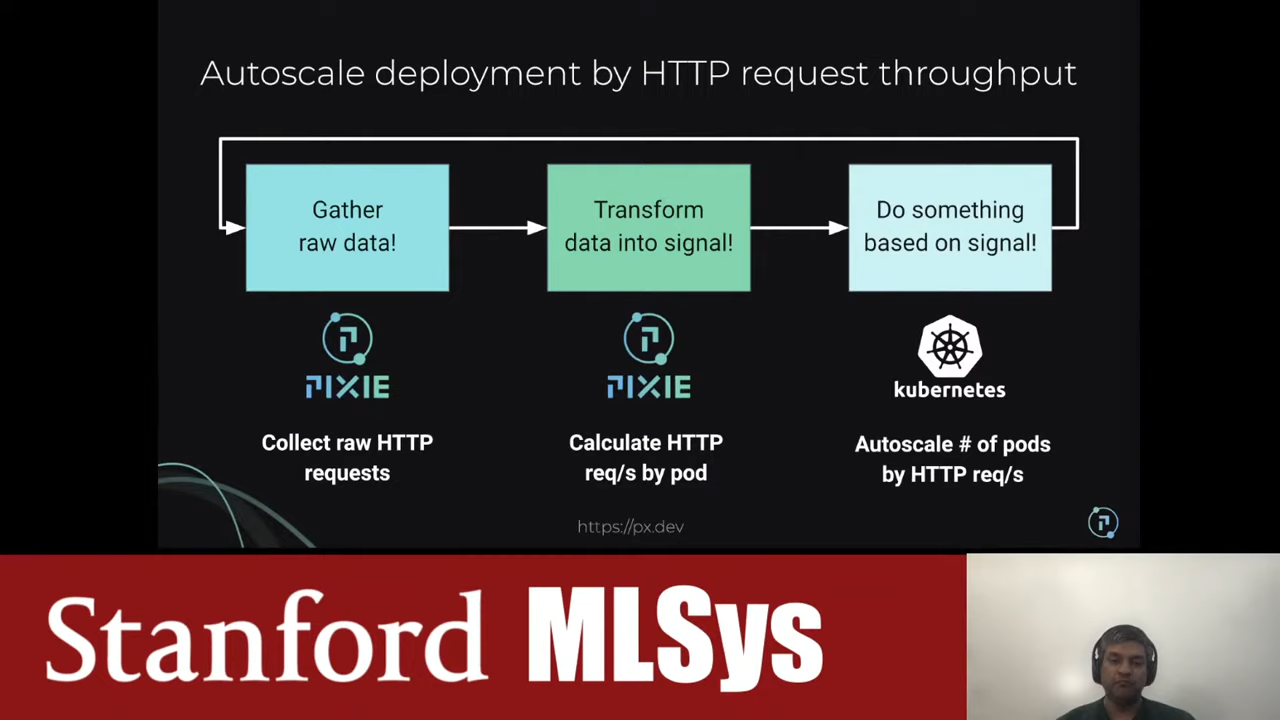 Autoscale deployment by HTTP request throughput
Gather
raw data!
Transform
data into signal!
Do something
based on signal!
PIXIE
PIXIE
kubernetes
Collect raw HTTP
requests
Calculate HTTP
req/s by pod
Autoscale # of pods
by HTTP req/s
https://px.dev
Stanford MLSys